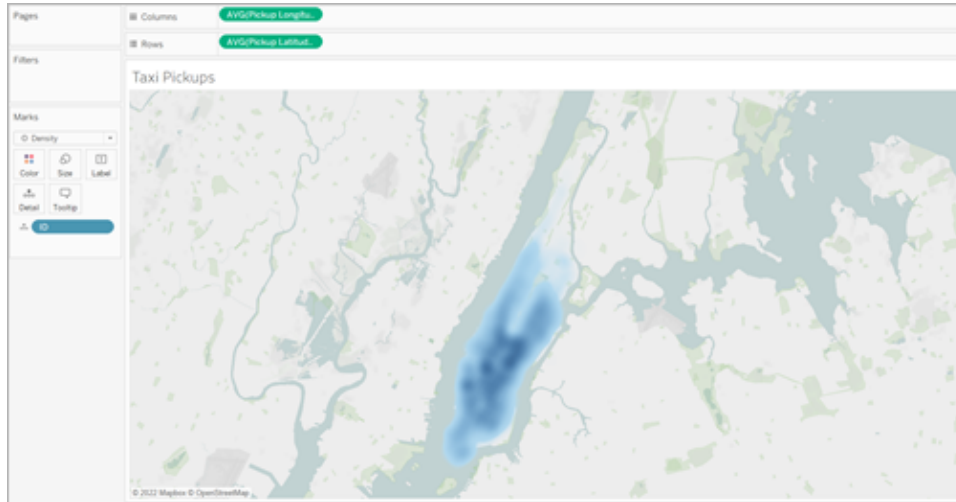 Pages
Columns
AVG(Pickup Longitu..
Rows
AVG(Pickup Latitud..
Filters
Taxi Pickups
Marks
Density
Color
Size
Label
Detail
Tooltip
ID
© 2022 Mapbox © OpenStreetMap